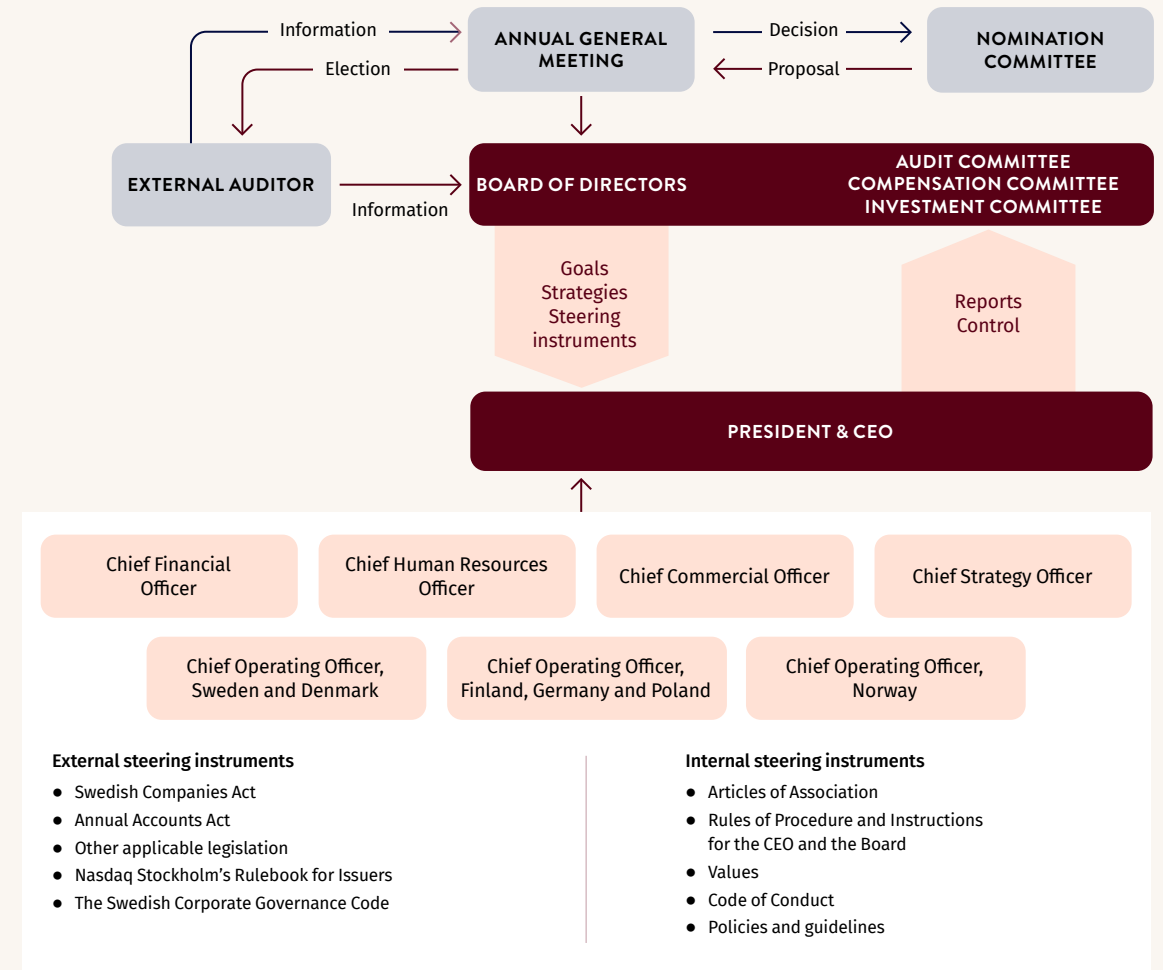 Information
ANNUAL GENERAL
MEETING
Decision
NOMINATION
COMMITTEE
Election
Proposal
EXTERNAL AUDITOR
Information
BOARD OF DIRECTORS
AUDIT COMMITTEE
COMPENSATION COMMITTEE
INVESTMENT COMMITTEE
Goals
Strategies
Steering
instruments
Reports
Control
PRESIDENT & CEO
Chief Financial
Officer
Chief Human Resources
Officer
Chief Commercial Officer
Chief Strategy Officer
Chief Operating Officer,
Sweden and Denmark
Chief Operating Officer,
Finland, Germany and Poland
Chief Operating Officer,
Norway
External steering instruments
● Swedish Companies Act
● Annual Accounts Act
● Other applicable legislation
● Nasdaq Stockholm’s Rulebook for Issuers
● The Swedish Corporate Governance Code
Internal steering instruments
● Articles of Association
● Rules of Procedure and Instructions
for the CEO and the Board
● Values
● Code of Conduct
● Policies and guidelines